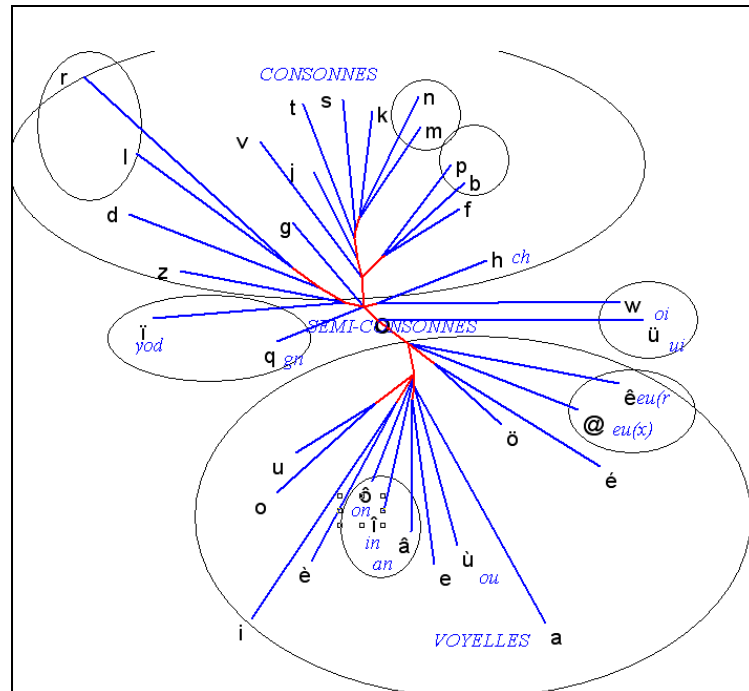 CONSONNES
r
t
s
k
n
m
v
l
j
p
b
d
g
f
z
h ch
ï
yod
q gn
SEMI-CONSONNES
w
oi
ü
ui
ê eu(r
@ eu(x)
ö
é
u
o
ô
on
î
in
â
an
è
e
ù
ou
i
VOYELLES
a